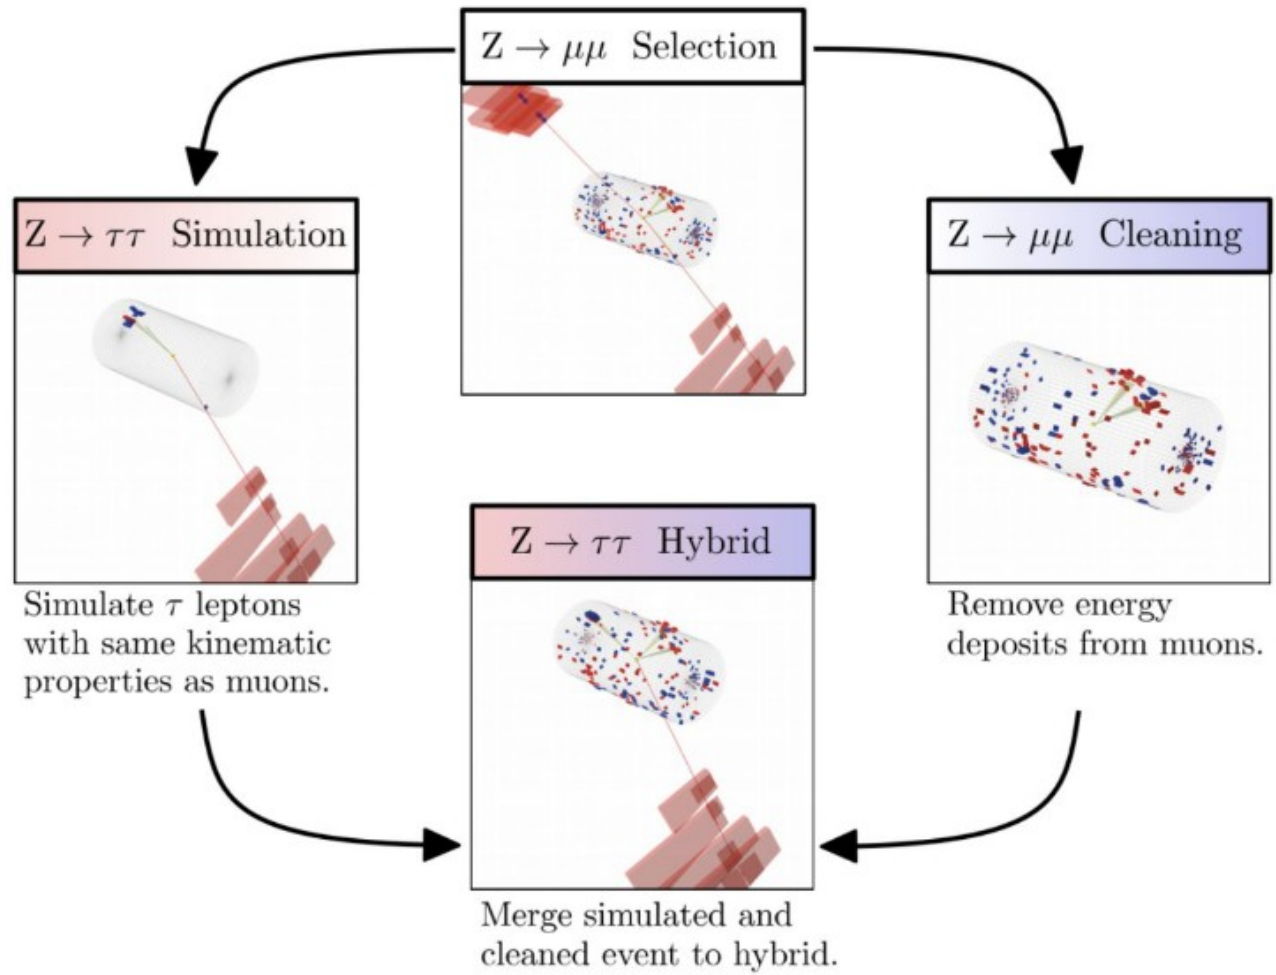 Z → μμ Selection
Z → ττ Simulation
Z → μμ Cleaning
Simulate τ leptons
with same kinematic
properties as muons.
Remove energy
deposits from muons.
Z → ττ Hybrid
Merge simulated and
cleaned event to hybrid.